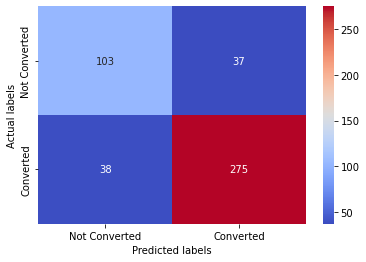 Actual labels
Not Converted
Converted
103
37
38
275
Not Converted
Converted
Predicted labels
250
200
150
100
50